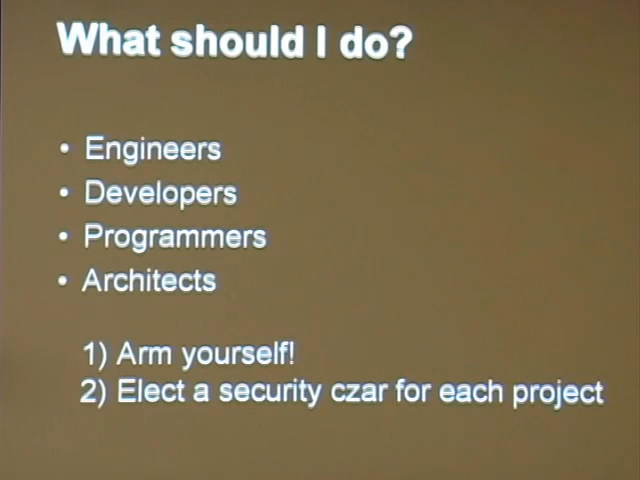 What should I do?
• Engineers
• Developers
• Programmers
• Architects
1) Arm yourself!
2) Elect a security czar for each project